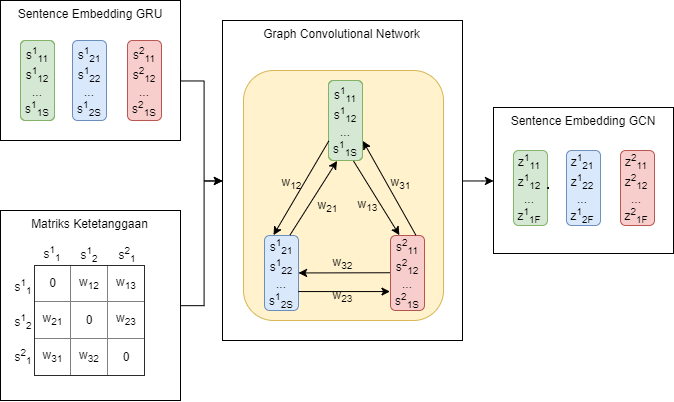 Sentence Embedding GRU
s¹₁₁ s¹₂₁ s²₁₁
s¹₁₂ s¹₂₂ s²₁₂
... ... ...
s¹₁S s¹₂S s²₁S
Matriks Ketetanggaan
s¹₁ s¹₂ s²₁
s¹₁ 0 w₁₂ w₁₃
s¹₂ w₂₁ 0 w₂₃
s²₁ w₃₁ w₃₂ 0
Graph Convolutional Network
s¹₁₁
s¹₁₂
...
s¹₁S
w₁₂ w₂₁ w₁₃ w₃₁
s¹₂₁ s²₁₁
s¹₂₂ w₃₂ s²₁₂
... w₂₃ ...
s¹₂S s²₁S
Sentence Embedding GCN
z¹₁₁ z¹₂₁ z²₁₁
z¹₁₂ . z¹₂₂ z²₁₂
... ... ...
z¹₁F z¹₂F z²₁F